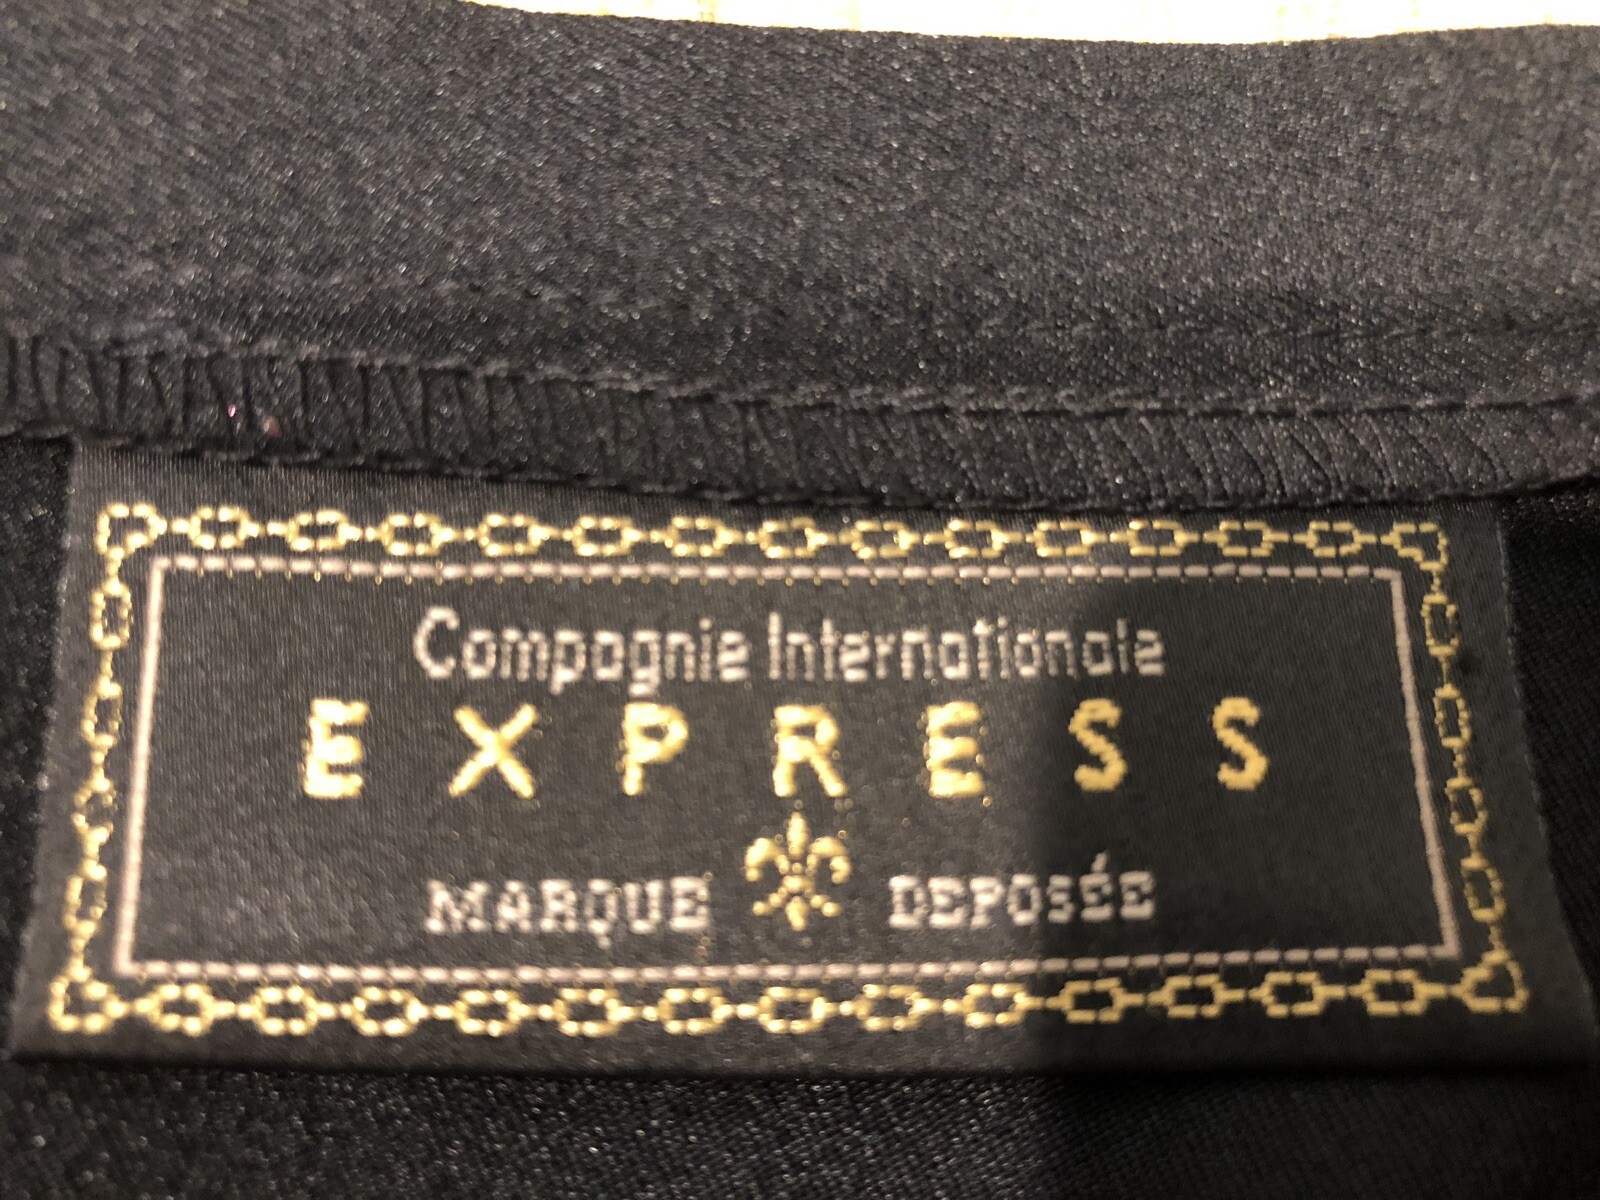 Compagnie Internationale
EXPRESS
MARQUE DEPOSÉE